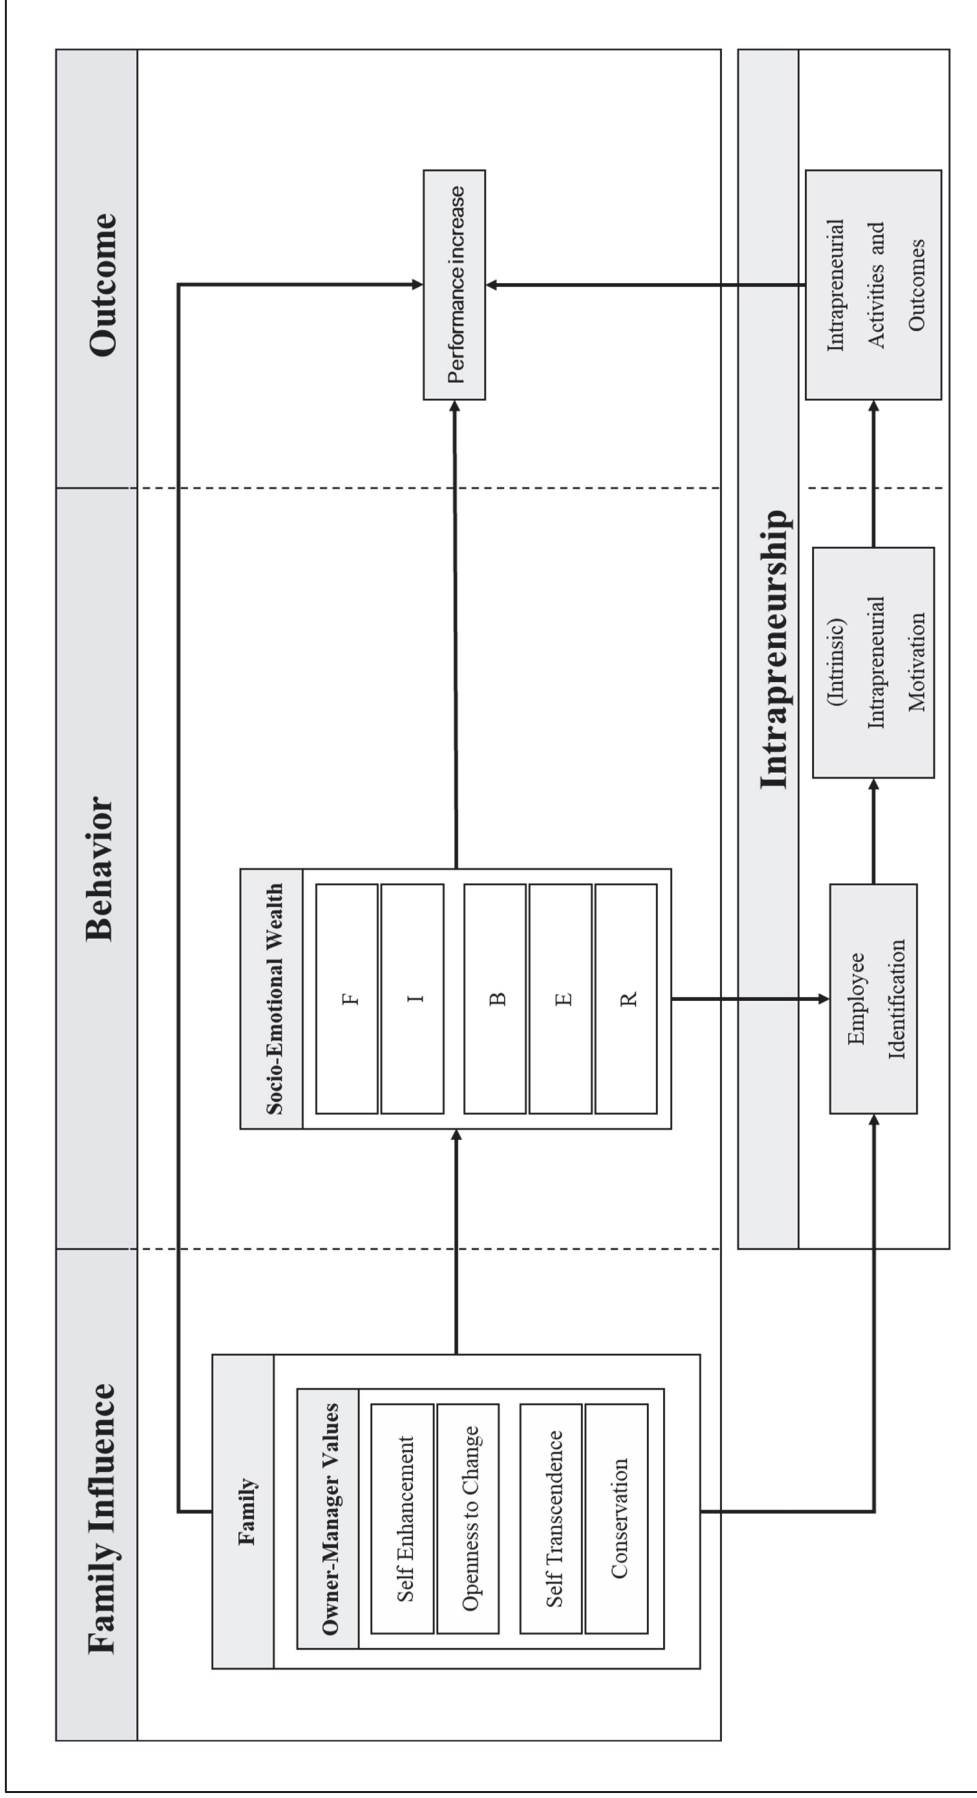 Family Influence
Behavior
Outcome
Family
Owner-Manager Values
Self Enhancement
Openness to Change
Self Transcendence
Conservation
Socio-Emotional Wealth
F
I
B
E
R
Performance increase
Intrapreneurship
Employee
Identification
(Intrinsic)
Intrapreneurial
Motivation
Intrapreneurial
Activities and
Outcomes